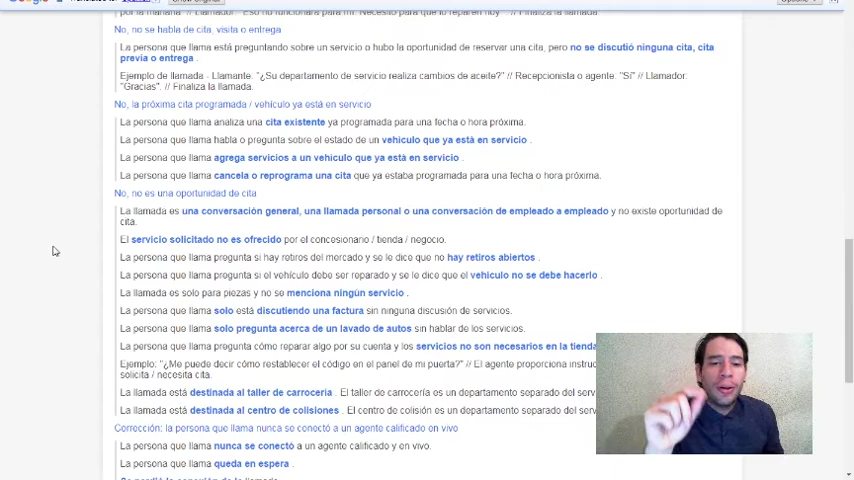 por la mañana // Llamador: "Eso no funcionará para mí. Necesito para que lo reparen hoy" // Finaliza la llamada.
No, no se habla de cita, visita o entrega
La persona que llama está preguntando sobre un servicio o hubo la oportunidad de reservar una cita, pero no se discutió ninguna cita, cita
previa o entrega .
Ejemplo de llamada - Llamante: "¿Su departamento de servicio realiza cambios de aceite?" // Recepcionista o agente: "Sí" // Llamador:
"Gracias". // Finaliza la llamada.
No, la próxima cita programada / vehículo ya está en servicio
La persona que llama analiza una cita existente ya programada para una fecha o hora próxima.
La persona que llama habla o pregunta sobre el estado de un vehículo que ya está en servicio .
La persona que llama agrega servicios a un vehículo que ya está en servicio .
La persona que llama cancela o reprograma una cita que ya estaba programada para una fecha o hora próxima.
No, no es una oportunidad de cita
La llamada es una conversación general, una llamada personal o una conversación de empleado a empleado y no existe oportunidad de
cita.
El servicio solicitado no es ofrecido por el concesionario / tienda / negocio.
La persona que llama pregunta si hay retiros del mercado y se le dice que no hay retiros abiertos .
La persona que llama pregunta si el vehículo debe ser reparado y se le dice que el vehículo no se debe hacerlo .
La llamada es solo para piezas y no se menciona ningún servicio .
La persona que llama solo está discutiendo una factura sin ninguna discusión de servicios.
La persona que llama solo pregunta acerca de un lavado de autos sin hablar de los servicios.
La persona que llama pregunta cómo reparar algo por su cuenta y los servicios no son necesarios en la tienda
Ejemplo: "¿Me puede decir cómo restablecer el código en el panel de mi puerta?" // El agente proporciona instruc
solicita / necesita cita.
La llamada está destinada al taller de carrocería . El taller de carrocería es un departamento separado del serv
La llamada está destinada al centro de colisiones . El centro de colisión es un departamento separado del serv
Corrección: la persona que llama nunca se conectó a un agente calificado en vivo
La persona que llama nunca se conectó a un agente calificado y en vivo.
La persona que llama queda en espera .